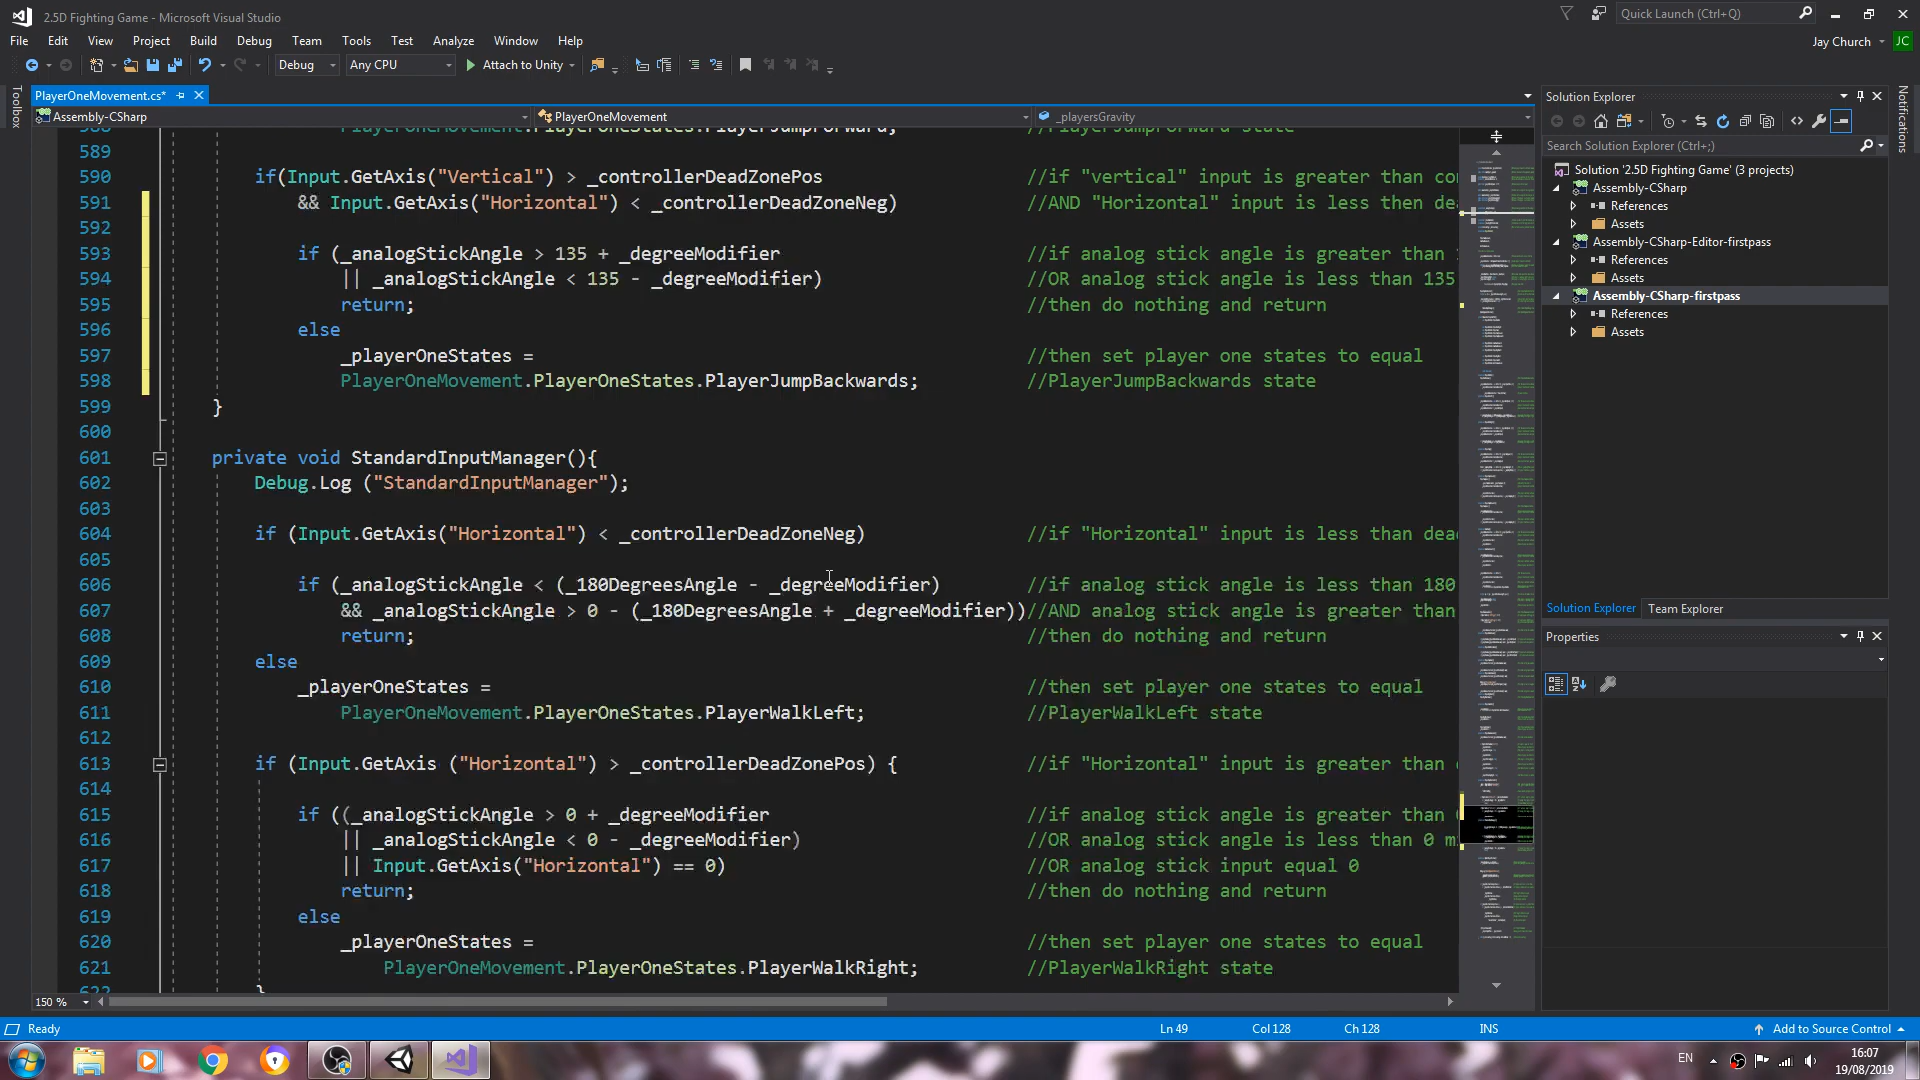 2.5D Fighting Game - Microsoft Visual Studio
Quick Launch (Ctrl+Q)
File Edit View Project Build Debug Team Tools Test Analyze Window Help
Jay Church JC
Debug Any CPU Attach to Unity
Toolbox
PlayerOneMovement.cs*
Assembly-CSharp PlayerOneMovement _playersGravity
PlayerOneMovement.PlayerOneStates.PlayerJumpForward; //PlayerJumpForward state
589
590 if(Input.GetAxis("Vertical") > _controllerDeadZonePos //if "vertical" input is greater than co
591 && Input.GetAxis("Horizontal") < _controllerDeadZoneNeg) //AND "Horizontal" input is less then de
592
593 if (_analogStickAngle > 135 + _degreeModifier //if analog stick angle is greater than
594 || _analogStickAngle < 135 - _degreeModifier) //OR analog stick angle is less than 135
595 return; //then do nothing and return
596 else
597 _playerOneStates = //then set player one states to equal
598 PlayerOneMovement.PlayerOneStates.PlayerJumpBackwards; //PlayerJumpBackwards state
599 }
600
601 private void StandardInputManager(){
602 Debug.Log ("StandardInputManager");
603
604 if (Input.GetAxis("Horizontal") < _controllerDeadZoneNeg) //if "Horizontal" input is less than dea
605
606 if (_analogStickAngle < (_180DegreesAngle - _degreeModifier) //if analog stick angle is less than 180
607 && _analogStickAngle > 0 - (_180DegreesAngle + _degreeModifier))//AND analog stick angle is greater than
608 return; //then do nothing and return
609 else
610 _playerOneStates = //then set player one states to equal
611 PlayerOneMovement.PlayerOneStates.PlayerWalkLeft; //PlayerWalkLeft state
612
613 if (Input.GetAxis ("Horizontal") > _controllerDeadZonePos) { //if "Horizontal" input is greater than
614
615 if ((_analogStickAngle > 0 + _degreeModifier //if analog stick angle is greater than
616 || _analogStickAngle < 0 - _degreeModifier) //OR analog stick angle is less than 0 m
617 || Input.GetAxis("Horizontal") == 0) //OR analog stick input equal 0
618 return; //then do nothing and return
619 else
620 _playerOneStates = //then set player one states to equal
621 PlayerOneMovement.PlayerOneStates.PlayerWalkRight; //PlayerWalkRight state
622 }
150 %
Solution Explorer
Search Solution Explorer (Ctrl+;)
Solution '2.5D Fighting Game' (3 projects)
Assembly-CSharp
References
Assets
Assembly-CSharp-Editor-firstpass
References
Assets
Assembly-CSharp-firstpass
References
Assets
Solution Explorer Team Explorer
Properties
Notifications
Ready Ln 49 Col 128 Ch 128 INS Add to Source Control
EN 16:07
19/08/2019